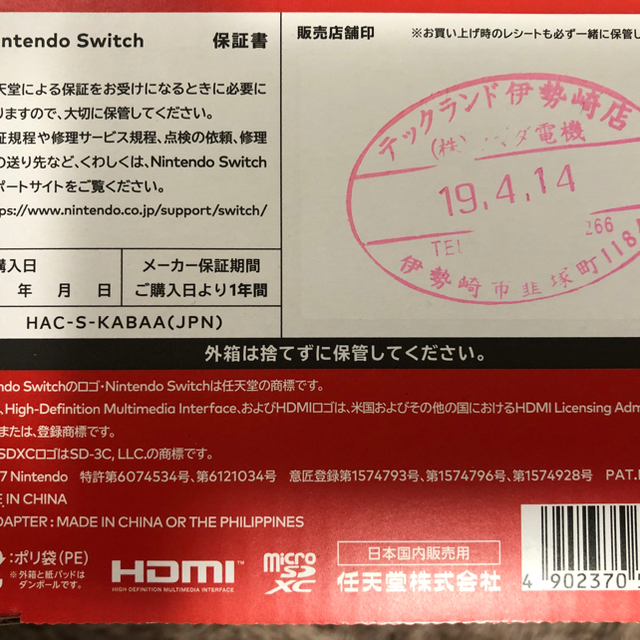 ntendo Switch 保証書
天堂による保証をお受けになるときに必要に
りますので、大切に保管してください。
証規程や修理サービス規程、点検の依頼、修理
の送り先など、くわしくは、Nintendo Switch
ポートサイトをご覧ください。
ps://www.nintendo.co.jp/support/switch/
購入日
年 月 日
メーカー保証期間
ご購入日より1年間
HAC-S-KABAA(JPN)
販売店舗印 ※お買い上げ時のレシートも必ず一緒に保管し
テックランド伊勢崎店
(株) ダ電機
19.4.14
TEL 266
伊勢崎市韮塚町118
外箱は捨てずに保管してください。
ndo Switchのロゴ・Nintendo Switchは任天堂の商標です。
、High-Definition Multimedia Interface、およびHDMIロゴは、米国およびその他の国におけるHDMI Licensing Adm
または、登録商標です。
SDXCロゴはSD-3C, LLC.の商標です。
7 Nintendo 特許第6074534号、第6121034号 意匠登録第1574793号、第1574796号、第1574928号 PAT.
E IN CHINA
DAPTER : MADE IN CHINA OR THE PHILIPPINES
:ポリ袋(PE)
※外箱と紙パッドは
ダンボールです。
HDMI
HIGH-DEFINITION MULTIMEDIA INTERFACE
micro
SD
XC
日本国内販売用
任天堂株式会社
4 902370